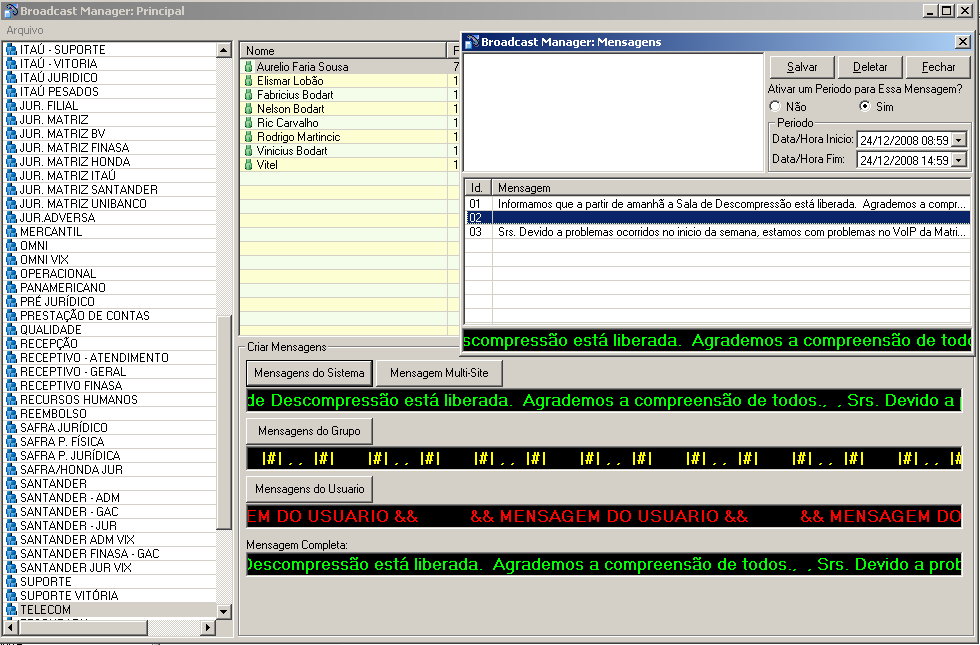 Broadcast Manager: Principal
Arquivo
ITAÚ - SUPORTE
ITAÚ - VITORIA
ITAÚ JURIDICO
ITAÚ PESADOS
JUR. FILIAL
JUR. MATRIZ
JUR. MATRIZ BV
JUR. MATRIZ FINASA
JUR. MATRIZ HONDA
JUR. MATRIZ ITAÚ
JUR. MATRIZ SANTANDER
JUR. MATRIZ UNIBANCO
JUR.ADVERSA
MERCANTIL
OMNI
OMNI VIX
OPERACIONAL
PANAMERICANO
PRÉ JURÍDICO
PRESTAÇÃO DE CONTAS
QUALIDADE
RECEPÇÃO
RECEPTIVO - ATENDIMENTO
RECEPTIVO - GERAL
RECEPTIVO FINASA
RECURSOS HUMANOS
REEMBOLSO
SAFRA JURÍDICO
SAFRA P. FÍSICA
SAFRA P. JURÍDICA
SAFRA/HONDA JUR
SANTANDER
SANTANDER - ADM
SANTANDER - GAC
SANTANDER - JUR
SANTANDER ADM VIX
SANTANDER FINASA - GAC
SANTANDER JUR VIX
SUPORTE
SUPORTE VITÓRIA
TELECOM
Nome
Aurelio Faria Sousa 7
Elismar Lobão 1
Fabricius Bodart 1
Nelson Bodart 1
Ric Carvalho 1
Rodrigo Martincic 1
Vinicius Bodart 1
Vitel 1
Broadcast Manager: Mensagens
Salvar Deletar Fechar
Ativar um Periodo para Essa Mensagem?
Não Sim
Periodo
Data/Hora Inicio: 24/12/2008 08:59
Data/Hora Fim: 24/12/2008 14:59
Id. Mensagem
01 Informamos que a partir de amanhã a Sala de Descompressão está liberada. Agrademos a compr...
02
03 Srs. Devido a problemas ocorridos no inicio da semana, estamos com problemas no VoIP da Matri...
scompressão está liberada. Agrademos a compreensão de todo
Criar Mensagens
Mensagens do Sistema Mensagem Multi-Site
de Descompressão está liberada. Agrademos a compreensão de todos., , Srs. Devido a p
Mensagens do Grupo
|#| , , |#| |#| , , |#| |#| , , |#| |#| , , |#| |#| , , |#| |#| , , |#| |#| , , |#
Mensagens do Usuario
EM DO USUARIO && && MENSAGEM DO USUARIO && && MENSAGEM DO
Mensagem Completa:
Descompressão está liberada. Agrademos a compreensão de todos., , Srs. Devido a prob